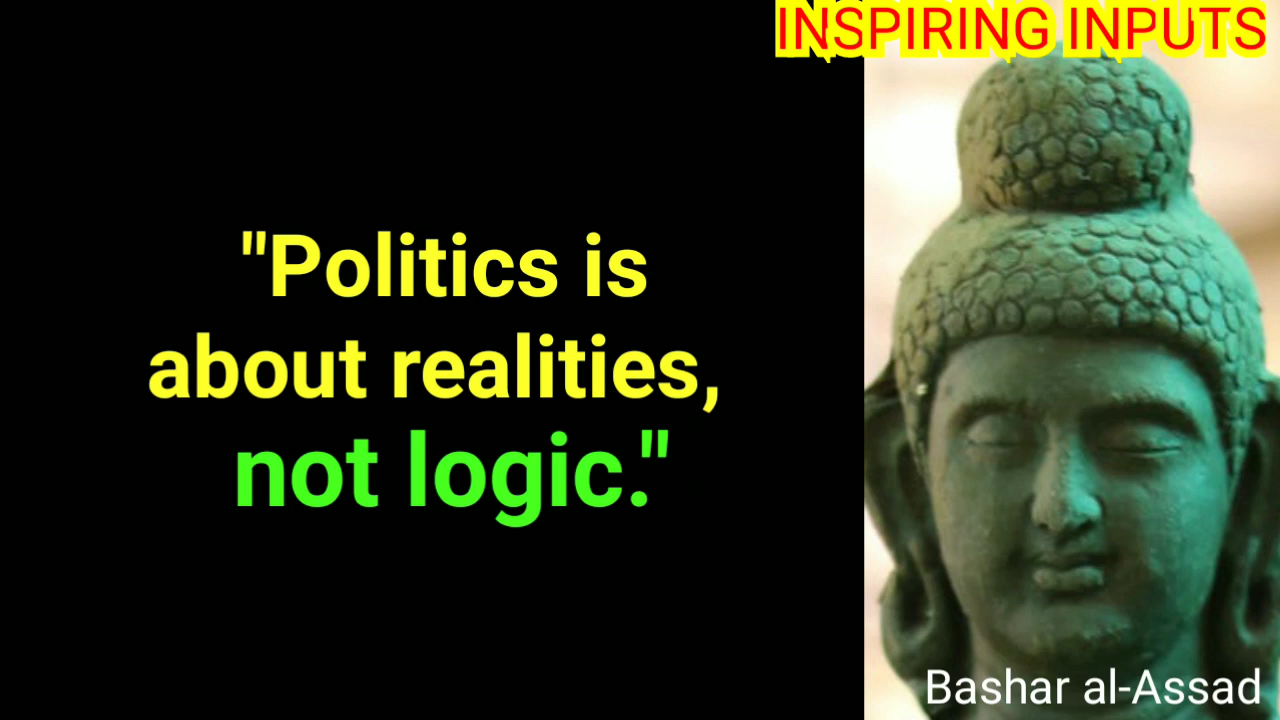 INSPIRING INPUTS
"Politics is
about realities,
not logic."
Bashar al-Assad